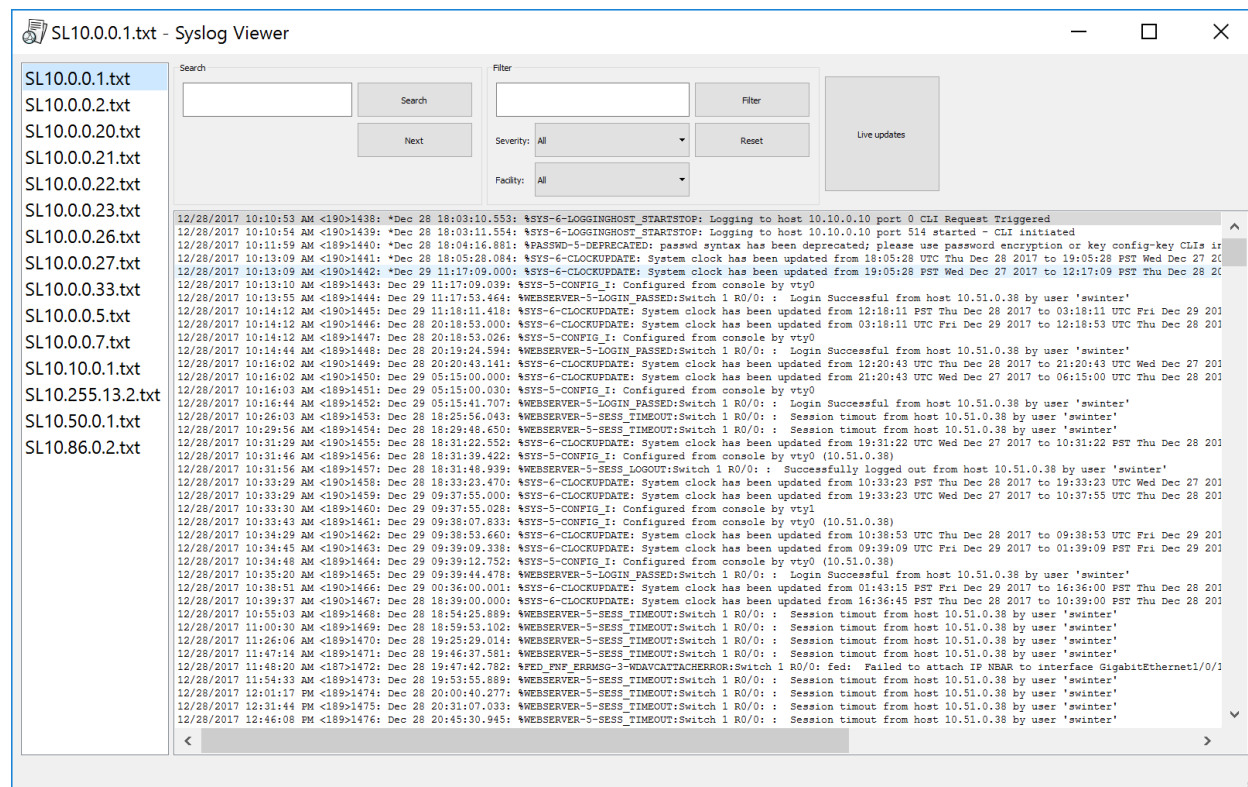 SL10.0.0.1.txt - Syslog Viewer
SL10.0.0.1.txt
SL10.0.0.2.txt
SL10.0.0.20.txt
SL10.0.0.21.txt
SL10.0.0.22.txt
SL10.0.0.23.txt
SL10.0.0.26.txt
SL10.0.0.27.txt
SL10.0.0.33.txt
SL10.0.0.5.txt
SL10.0.0.7.txt
SL10.10.0.1.txt
SL10.255.13.2.txt
SL10.50.0.1.txt
SL10.86.0.2.txt
Search
Search
Next
Filter
Filter
Severity: All
Reset
Facility: All
Live updates
12/28/2017 10:10:53 AM <190>1438: *Dec 28 18:03:10.553: %SYS-6-LOGGINGHOST_STARTSTOP: Logging to host 10.10.0.10 port 0 CLI Request Triggered
12/28/2017 10:10:54 AM <190>1439: *Dec 28 18:03:11.554: %SYS-6-LOGGINGHOST_STARTSTOP: Logging to host 10.10.0.10 port 514 started - CLI initiated
12/28/2017 10:11:59 AM <189>1440: *Dec 28 18:04:16.881: %PASSWD-5-DEPRECATED: passwd syntax has been deprecated; please use password encryption or key config-key CLIs in
12/28/2017 10:13:09 AM <190>1441: *Dec 28 18:05:28.084: %SYS-6-CLOCKUPDATE: System clock has been updated from 18:05:28 UTC Thu Dec 28 2017 to 19:05:28 PST Wed Dec 27 20
12/28/2017 10:13:09 AM <190>1442: *Dec 29 11:17:09.000: %SYS-6-CLOCKUPDATE: System clock has been updated from 19:05:28 PST Wed Dec 27 2017 to 12:17:09 PST Thu Dec 28 20
12/28/2017 10:13:10 AM <189>1443: Dec 29 11:17:09.039: %SYS-5-CONFIG_I: Configured from console by vty0
12/28/2017 10:13:55 AM <189>1444: Dec 29 11:17:53.464: %WEBSERVER-5-LOGIN_PASSED:Switch 1 R0/0: :  Login Successful from host 10.51.0.38 by user 'swinter'
12/28/2017 10:14:12 AM <190>1445: Dec 29 11:18:11.418: %SYS-6-CLOCKUPDATE: System clock has been updated from 12:18:11 PST Thu Dec 28 2017 to 03:18:11 UTC Fri Dec 29 201
12/28/2017 10:14:12 AM <190>1446: Dec 28 20:18:53.000: %SYS-6-CLOCKUPDATE: System clock has been updated from 03:18:11 UTC Fri Dec 29 2017 to 12:18:53 UTC Thu Dec 28 201
12/28/2017 10:14:12 AM <189>1447: Dec 28 20:18:53.026: %SYS-5-CONFIG_I: Configured from console by vty0
12/28/2017 10:14:44 AM <189>1448: Dec 28 20:19:24.594: %WEBSERVER-5-LOGIN_PASSED:Switch 1 R0/0: :  Login Successful from host 10.51.0.38 by user 'swinter'
12/28/2017 10:16:02 AM <190>1449: Dec 28 20:20:43.141: %SYS-6-CLOCKUPDATE: System clock has been updated from 12:20:43 UTC Thu Dec 28 2017 to 21:20:43 UTC Wed Dec 27 201
12/28/2017 10:16:02 AM <190>1450: Dec 29 05:15:00.000: %SYS-6-CLOCKUPDATE: System clock has been updated from 21:20:43 UTC Wed Dec 27 2017 to 06:15:00 UTC Thu Dec 28 201
12/28/2017 10:16:03 AM <189>1451: Dec 29 05:15:00.030: %SYS-5-CONFIG_I: Configured from console by vty0
12/28/2017 10:16:44 AM <189>1452: Dec 29 05:15:41.707: %WEBSERVER-5-LOGIN_PASSED:Switch 1 R0/0: :  Login Successful from host 10.51.0.38 by user 'swinter'
12/28/2017 10:26:03 AM <189>1453: Dec 28 18:25:56.043: %WEBSERVER-5-SESS_TIMEOUT:Switch 1 R0/0: :  Session timout from host 10.51.0.38 by user 'swinter'
12/28/2017 10:29:56 AM <189>1454: Dec 28 18:29:48.650: %WEBSERVER-5-SESS_TIMEOUT:Switch 1 R0/0: :  Session timout from host 10.51.0.38 by user 'swinter'
12/28/2017 10:31:29 AM <190>1455: Dec 28 18:31:22.552: %SYS-6-CLOCKUPDATE: System clock has been updated from 19:31:22 UTC Wed Dec 27 2017 to 10:31:22 PST Thu Dec 28 201
12/28/2017 10:31:46 AM <189>1456: Dec 28 18:31:39.422: %SYS-5-CONFIG_I: Configured from console by vty0 (10.51.0.38)
12/28/2017 10:31:56 AM <189>1457: Dec 28 18:31:48.939: %WEBSERVER-5-SESS_LOGOUT:Switch 1 R0/0: :  Successfully logged out from host 10.51.0.38 by user 'swinter'
12/28/2017 10:33:29 AM <190>1458: Dec 28 18:33:23.470: %SYS-6-CLOCKUPDATE: System clock has been updated from 10:33:23 PST Thu Dec 28 2017 to 19:33:23 UTC Wed Dec 27 201
12/28/2017 10:33:29 AM <190>1459: Dec 29 09:37:55.000: %SYS-6-CLOCKUPDATE: System clock has been updated from 19:33:23 UTC Wed Dec 27 2017 to 10:37:55 UTC Thu Dec 28 201
12/28/2017 10:33:30 AM <189>1460: Dec 29 09:37:55.028: %SYS-5-CONFIG_I: Configured from console by vty1
12/28/2017 10:33:43 AM <189>1461: Dec 29 09:38:07.833: %SYS-5-CONFIG_I: Configured from console by vty0 (10.51.0.38)
12/28/2017 10:34:29 AM <190>1462: Dec 29 09:38:53.660: %SYS-6-CLOCKUPDATE: System clock has been updated from 10:38:53 UTC Thu Dec 28 2017 to 09:38:53 UTC Fri Dec 29 201
12/28/2017 10:34:45 AM <190>1463: Dec 29 09:39:09.338: %SYS-6-CLOCKUPDATE: System clock has been updated from 09:39:09 UTC Fri Dec 29 2017 to 01:39:09 PST Fri Dec 29 201
12/28/2017 10:34:48 AM <189>1464: Dec 29 09:39:12.752: %SYS-5-CONFIG_I: Configured from console by vty0 (10.51.0.38)
12/28/2017 10:35:20 AM <189>1465: Dec 29 09:39:44.478: %WEBSERVER-5-LOGIN_PASSED:Switch 1 R0/0: :  Login Successful from host 10.51.0.38 by user 'swinter'
12/28/2017 10:38:51 AM <190>1466: Dec 29 00:36:00.001: %SYS-6-CLOCKUPDATE: System clock has been updated from 01:43:15 PST Fri Dec 29 2017 to 16:36:00 PST Thu Dec 28 201
12/28/2017 10:39:37 AM <190>1467: Dec 28 18:39:00.000: %SYS-6-CLOCKUPDATE: System clock has been updated from 16:36:45 PST Thu Dec 28 2017 to 10:39:00 PST Thu Dec 28 201
12/28/2017 10:55:03 AM <189>1468: Dec 28 18:54:25.889: %WEBSERVER-5-SESS_TIMEOUT:Switch 1 R0/0: :  Session timout from host 10.51.0.38 by user 'swinter'
12/28/2017 11:00:30 AM <189>1469: Dec 28 18:59:53.102: %WEBSERVER-5-SESS_TIMEOUT:Switch 1 R0/0: :  Session timout from host 10.51.0.38 by user 'swinter'
12/28/2017 11:26:06 AM <189>1470: Dec 28 19:25:29.014: %WEBSERVER-5-SESS_TIMEOUT:Switch 1 R0/0: :  Session timout from host 10.51.0.38 by user 'swinter'
12/28/2017 11:47:14 AM <189>1471: Dec 28 19:46:37.581: %WEBSERVER-5-SESS_TIMEOUT:Switch 1 R0/0: :  Session timout from host 10.51.0.38 by user 'swinter'
12/28/2017 11:48:20 AM <187>1472: Dec 28 19:47:42.782: %FED_FNF_ERRMSG-3-WDAVCATTACHERROR:Switch 1 R0/0: fed:  Failed to attach IP NBAR to interface GigabitEthernet1/0/1
12/28/2017 11:54:33 AM <189>1473: Dec 28 19:53:55.889: %WEBSERVER-5-SESS_TIMEOUT:Switch 1 R0/0: :  Session timout from host 10.51.0.38 by user 'swinter'
12/28/2017 12:01:17 PM <189>1474: Dec 28 20:00:40.277: %WEBSERVER-5-SESS_TIMEOUT:Switch 1 R0/0: :  Session timout from host 10.51.0.38 by user 'swinter'
12/28/2017 12:31:44 PM <189>1475: Dec 28 20:31:07.033: %WEBSERVER-5-SESS_TIMEOUT:Switch 1 R0/0: :  Session timout from host 10.51.0.38 by user 'swinter'
12/28/2017 12:46:08 PM <189>1476: Dec 28 20:45:30.945: %WEBSERVER-5-SESS_TIMEOUT:Switch 1 R0/0: :  Session timout from host 10.51.0.38 by user 'swinter'